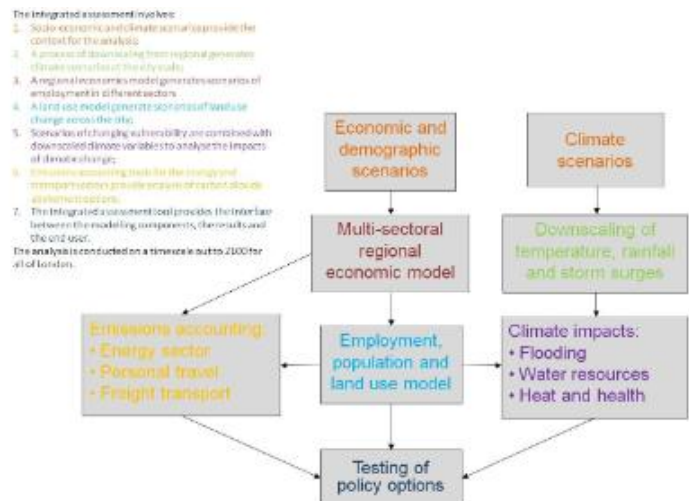 The integrated assessment involves:
1. Socio-economic and climate scenarios provide the
context for the analysis;
2. A process of downscaling from regional generates
climate scenarios at the city scale;
3. A regional economics model generates scenarios of
employment in different sectors
4. A land use model generate scenarios of land use
change across the city;
5. Scenarios of changing vulnerability are combined with
downscaled climate variables to analyse the impacts
of climatic change;
6. Emissions accounting tools for the energy and
transport sectors provide analysis of carbon dioxide
7. The integrated assessment tool provides the interface
between the modelling components, the results and
the end-user.
The analysis is conducted on a timescale out to 2100 for
all of London.
Economic and
demographic
scenarios
Climate
scenarios
Multi-sectoral
regional
economic model
Downscaling of
temperature, rainfall
and storm surges
Emissions accounting:
• Energy sector
• Personal travel
• Freight transport
Employment,
population and
land use model
Climate impacts:
• Flooding
• Water resources
• Heat and health
Testing of
policy options